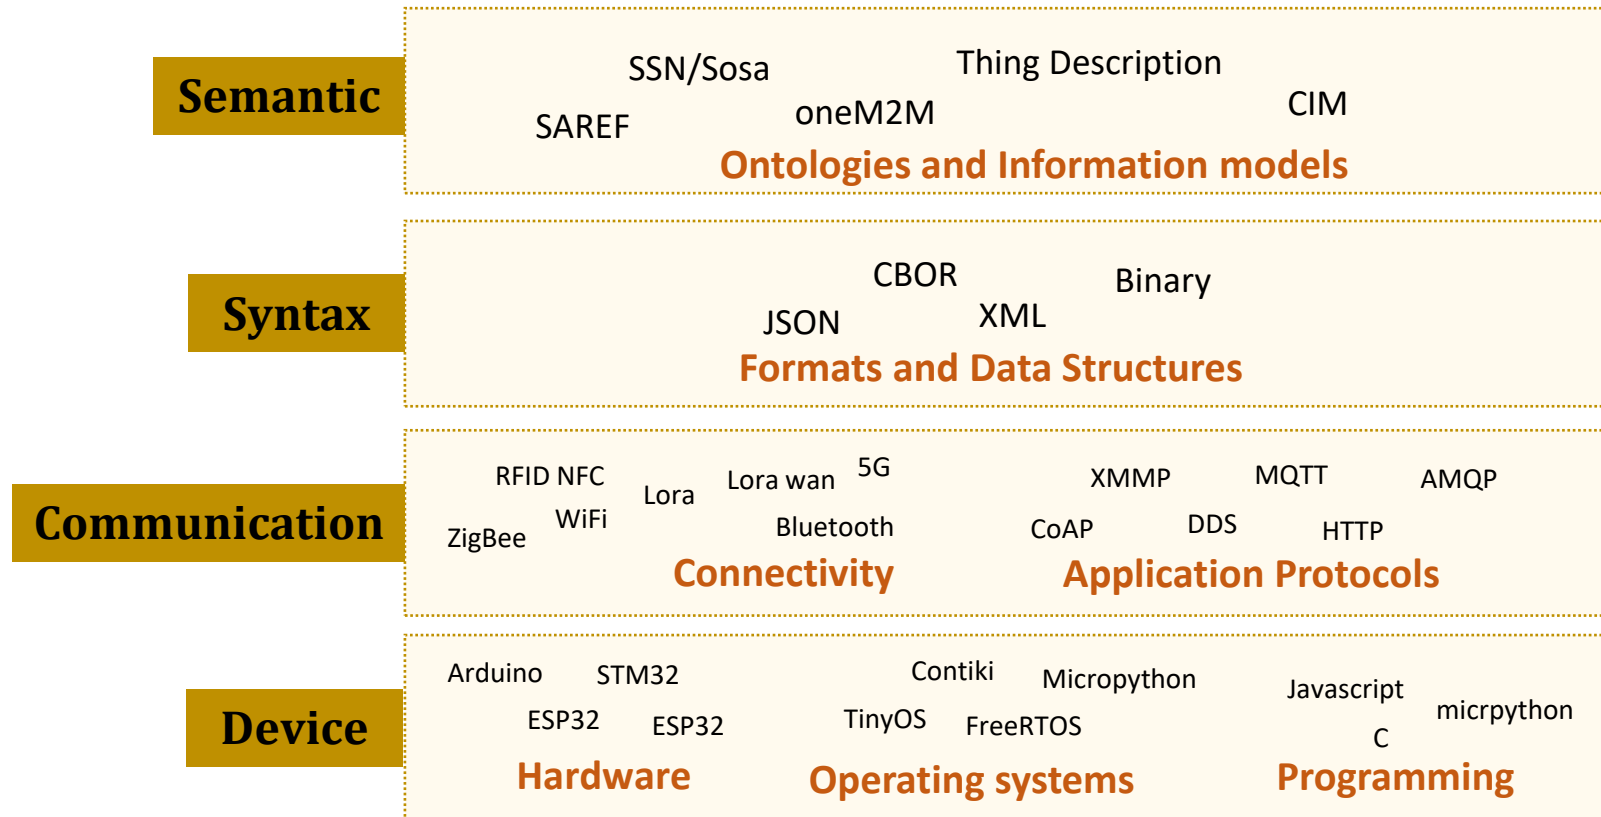 Semantic
SSN/Sosa
Thing Description
SAREF
oneM2M
CIM
Ontologies and Information models
Syntax
CBOR
Binary
JSON
XML
Formats and Data Structures
Communication
RFID NFC
Lora
Lora wan
5G
ZigBee
WiFi
Bluetooth
Connectivity
XMMP
MQTT
AMQP
CoAP
DDS
HTTP
Application Protocols
Device
Arduino
STM32
ESP32
ESP32
Hardware
Contiki
Micropython
TinyOS
FreeRTOS
Operating systems
Javascript
micrpython
C
Programming